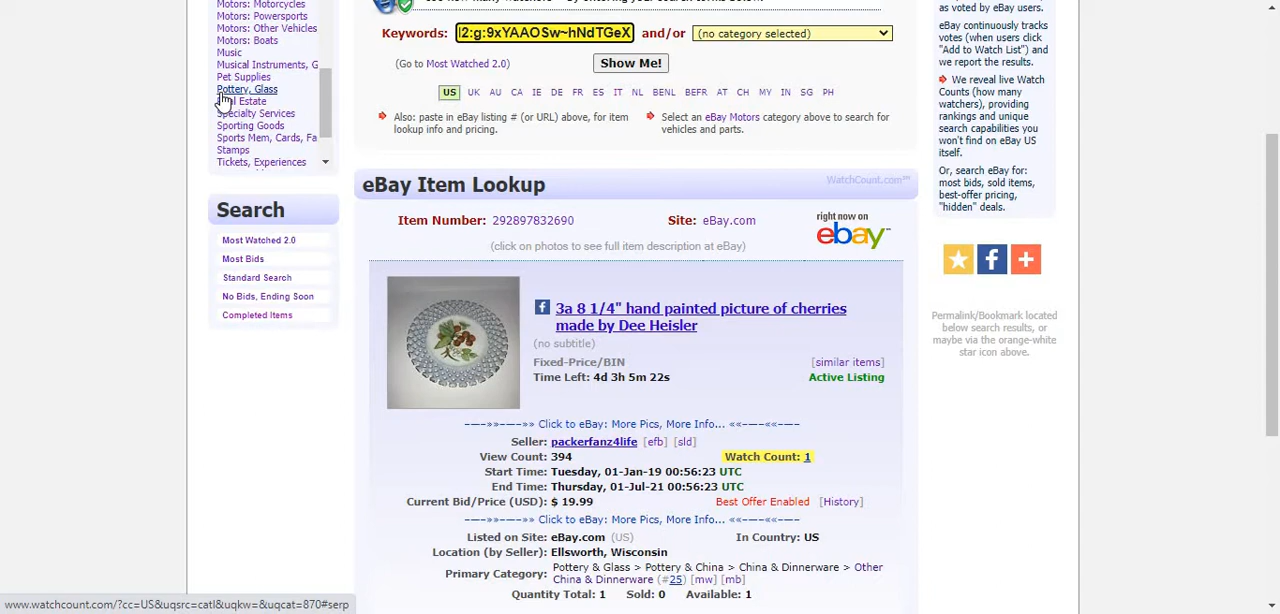 Motors: Motorcycles
Motors: Powersports
Motors: Other Vehicles
Motors: Boats
Music
Musical Instruments, G
Pet Supplies
Pottery, Glass
Real Estate
Specialty Services
Sporting Goods
Sports Mem, Cards, Fa
Stamps
Tickets, Experiences
Search
Most Watched 2.0
Most Bids
Standard Search
No Bids, Ending Soon
Completed Items
Keywords: l2:g:9xYAAOSw~hNdTGeX and/or (no category selected)
(Go to Most Watched 2.0) Show Me!
US UK AU CA IE DE FR ES IT NL BENL BEFR AT CH MY IN SG PH
Also: paste in eBay listing # (or URL) above, for item lookup info and pricing.
Select an eBay Motors category above to search for vehicles and parts.
eBay Item Lookup WatchCount.com
Item Number: 292897832690 Site: eBay.com
right now on
ebay
(click on photos to see full item description at eBay)
3a 8 1/4" hand painted picture of cherries
made by Dee Heisler
(no subtitle)
Fixed-Price/BIN [similar items]
Time Left: 4d 3h 5m 22s Active Listing
----»»----»» Click to eBay: More Pics, More Info... ««----««----
Seller: packerfanz4life [efb] [sld]
View Count: 394 Watch Count: 1
Start Time: Tuesday, 01-Jan-19 00:56:23 UTC
End Time: Thursday, 01-Jul-21 00:56:23 UTC
Current Bid/Price (USD): $ 19.99 Best Offer Enabled [History]
----»»----»» Click to eBay: More Pics, More Info... ««----««----
Listed on Site: eBay.com (US) In Country: US
Location (by Seller): Ellsworth, Wisconsin
Primary Category: Pottery & Glass > Pottery & China > China & Dinnerware > Other
China & Dinnerware (#25) [mw] [mb]
Quantity Total: 1 Sold: 0 Available: 1
as voted by eBay users.
eBay continuously tracks
votes (when users click
"Add to Watch List") and
we report the results.
We reveal live Watch
Counts (how many
watchers), providing
rankings and unique
search capabilities you
won't find on eBay US
itself.
Or, search eBay for:
most bids, sold items,
best-offer pricing,
"hidden" deals.
Permalink/Bookmark located
below search results, or
maybe via the orange-white
star icon above.
www.watchcount.com/?cc=US&uqsrc=catl&uqkw=&uqcat=870#serp